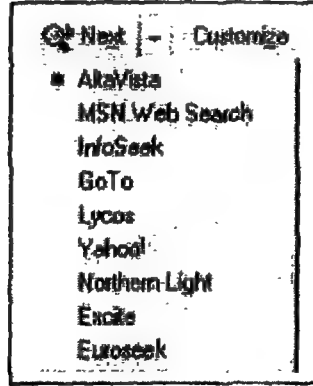 Next Customize
AltaVista
MSN Web Search
InfoSeek
GoTo
Lycos
Yahoo!
Northern Light
Excite
Euroseek